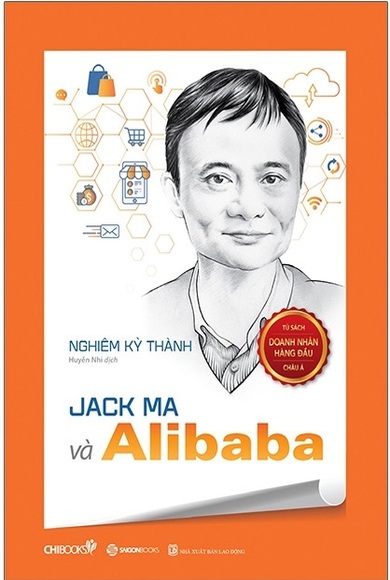 NGHIÊM KỲ THÀNH
Huyền Nhi dịch
TỦ SÁCH
DOANH NHÂN
HÀNG ĐẦU
CHÂU Á
JACK MA
và Alibaba
CHIBOOKS
SAIGONBOOKS
NHÀ XUẤT BẢN LAO ĐỘNG